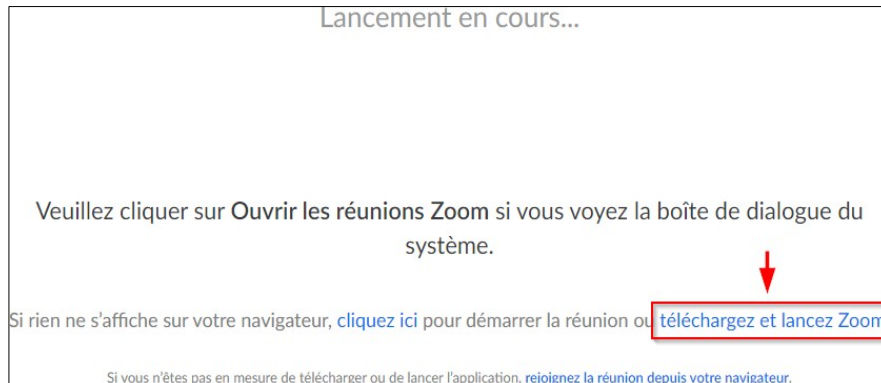 Lancement en cours...
Veuillez cliquer sur Ouvrir les réunions Zoom si vous voyez la boîte de dialogue du
système.
Si rien ne s’affiche sur votre navigateur, cliquez ici pour démarrer la réunion ou téléchargez et lancez Zoom
Si vous n’êtes pas en mesure de télécharger ou de lancer l’application, rejoignez la réunion depuis votre navigateur.